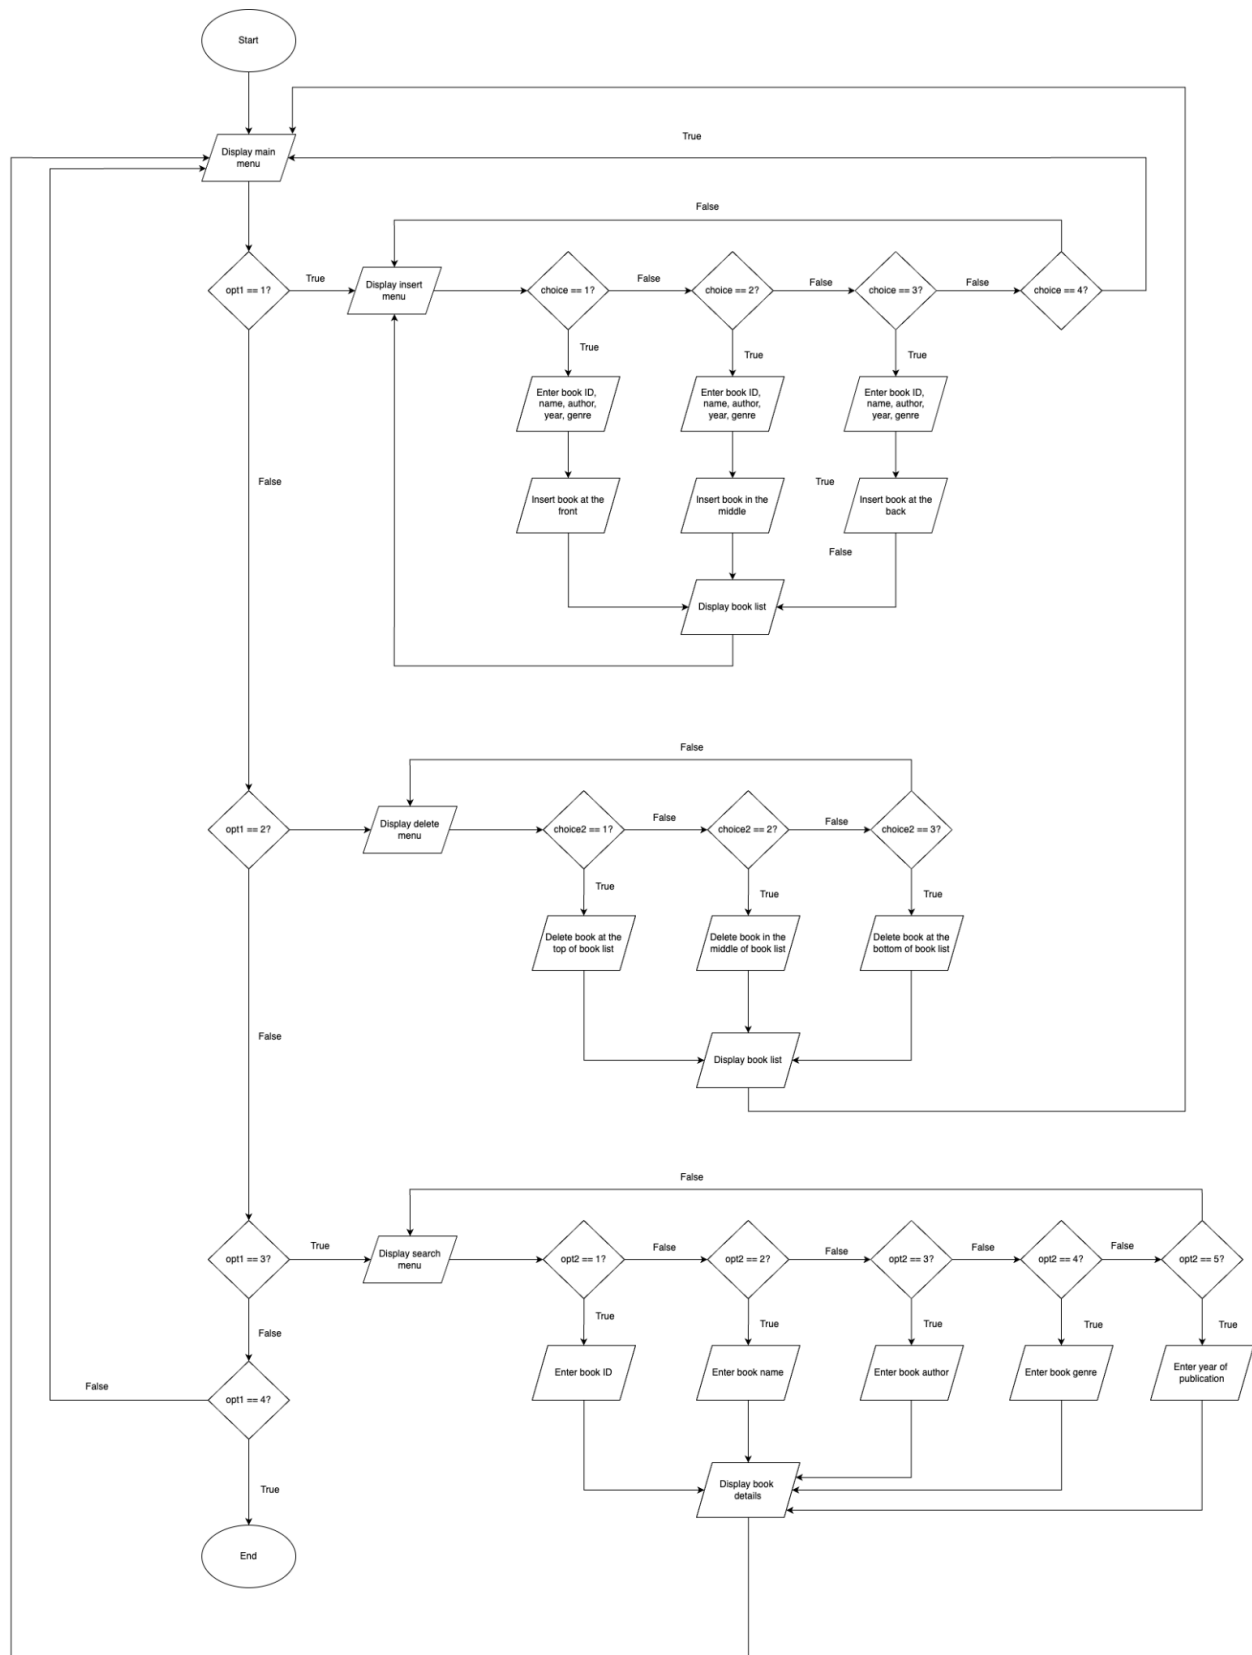 Start
True
Display main
menu
False
opt1 == 1?
True
Display insert
menu
choice == 1?
False
choice == 2?
False
choice == 3?
False
choice == 4?
True
True
True
Enter book ID,
name, author,
year, genre
Enter book ID,
name, author,
year, genre
Enter book ID,
name, author,
year, genre
False
True
Insert book at the
front
Insert book in the
middle
Insert book at the
back
False
Display book list
False
opt1 == 2?
Display delete
menu
choice2 == 1?
False
choice2 == 2?
False
choice2 == 3?
True
True
True
Delete book at the
top of book list
Delete book in the
middle of book list
Delete book at the
bottom of book list
False
Display book list
False
opt1 == 3?
True
Display search
menu
opt2 == 1?
False
opt2 == 2?
False
opt2 == 3?
False
opt2 == 4?
False
opt2 == 5?
False
True
True
True
True
True
False
opt1 == 4?
Enter book ID
Enter book name
Enter book author
Enter book genre
Enter year of
publication
True
Display book
details
End